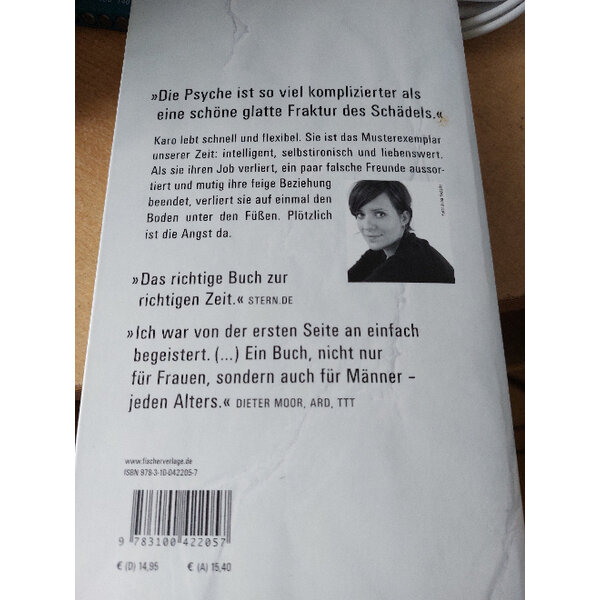 »Die Psyche ist so viel komplizierter als
eine schöne glatte Fraktur des Schädels.«
Karo lebt schnell und flexibel. Sie ist das Musterexemplar
unserer Zeit: intelligent, selbstironisch und liebenswert.
Als sie ihren Job verliert, ein paar falsche Freunde aussor-
tiert und mutig ihre feige Beziehung
beendet, verliert sie auf einmal den
Boden unter den Füßen. Plötzlich
ist die Angst da.
»Das richtige Buch zur
richtigen Zeit.« STERN.DE
»Ich war von der ersten Seite an einfach
begeistert. (...) Ein Buch, nicht nur
für Frauen, sondern auch für Männer –
jeden Alters.« DIETER MOOR, ARD, TTT
www.fischerverlage.de
ISBN 978-3-10-042205-7
9 783100 422057
€ (D) 14,95 € (A) 15,40